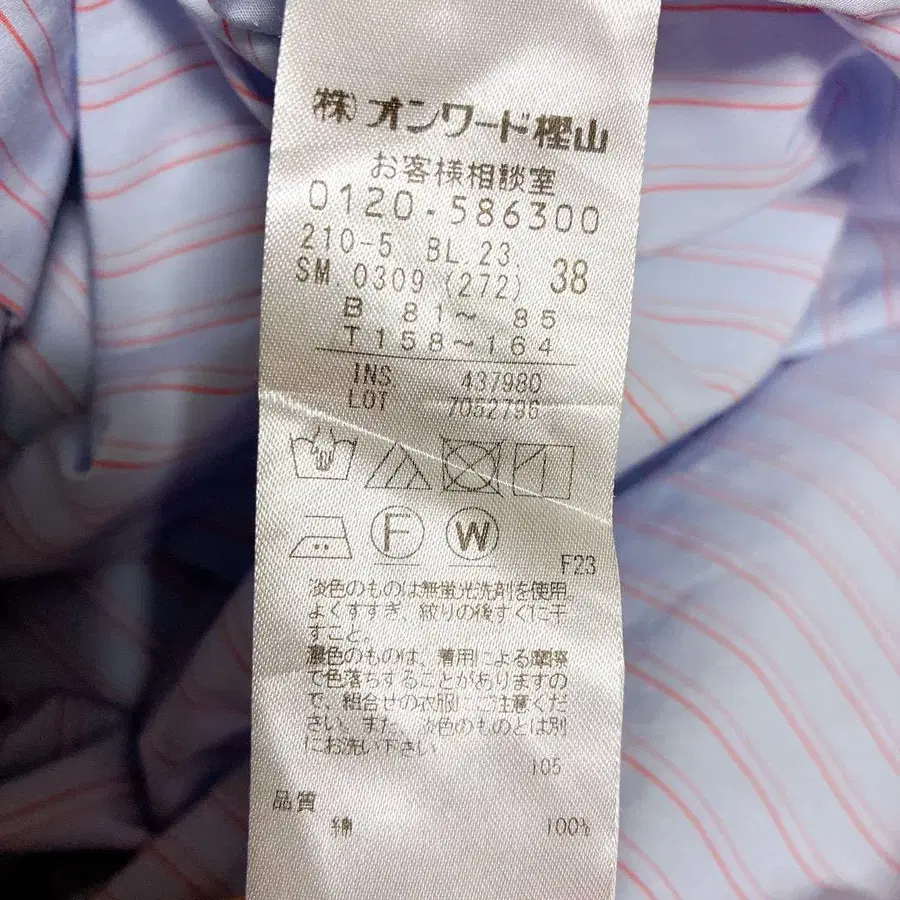 (株)オンワード樫山
お客様相談室
0120-586300
210-5 BL.23. 38
SM.0309(272)
B 81~85
T158~164
INS. 437980
LOT 7052796
F
W
F23
淡色のものは無蛍光洗剤を使用。
よくすすぎ、絞りの後すぐに干
すこと。
濃色のものは、着用による摩擦
で色落ちすることがありますの
で、組合せの衣服にご注意くだ
さい。また、淡色のものとは別
にお洗い下さい
105
品質
綿 100%